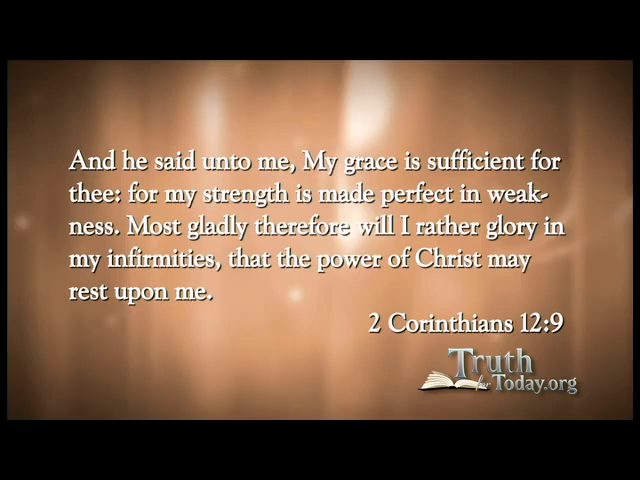 And he said unto me, My grace is sufficient for
thee: for my strength is made perfect in weak-
ness. Most gladly therefore will I rather glory in
my infirmities, that the power of Christ may
rest upon me.
2 Corinthians 12:9
Truth
for Today.org